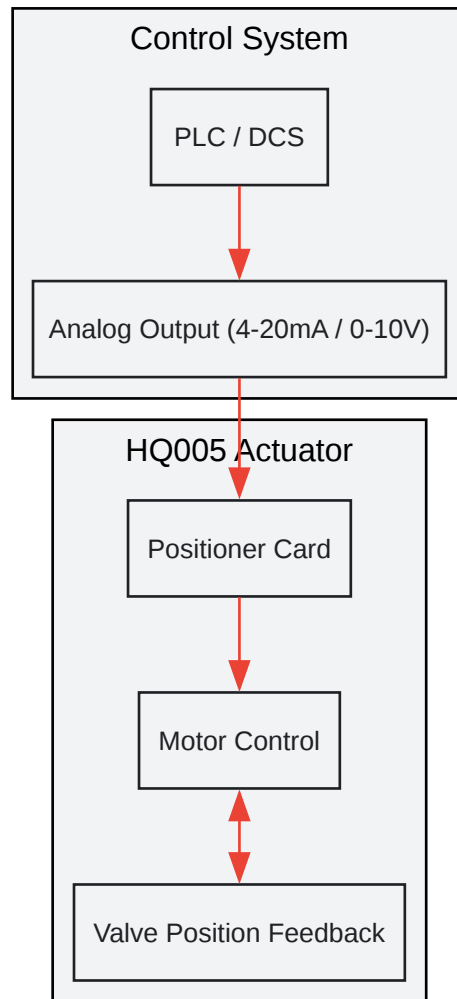 Control System
PLC / DCS
Analog Output (4-20mA / 0-10V)
HQ005 Actuator
Positioner Card
Motor Control
Valve Position Feedback